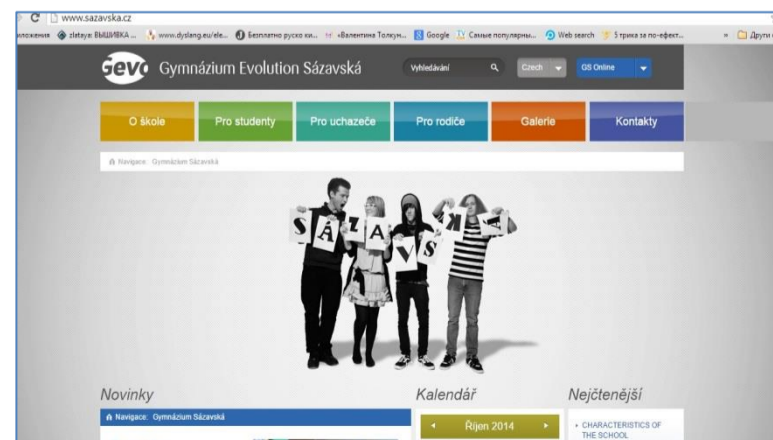 www.sazavska.cz
zlataya: ВЫШИВКА ... www.dyslang.eu/ele... Безплатно руско ки... «Валентина Толкун... Google Самые популярны... Web search 5 трика за по-ефект... » Други
gevo Gymnázium Evolution Sázavská Vyhledávání Czech GS Online
O škole Pro studenty Pro uchazeče Pro rodiče Galerie Kontakty
Navigace: Gymnázium Sázavská
SÁZAVSKÁ
Novinky Kalendář Nejčtenější
Navigace: Gymnázium Sázavská
Říjen 2014
CHARACTERISTICS OF
THE SCHOOL